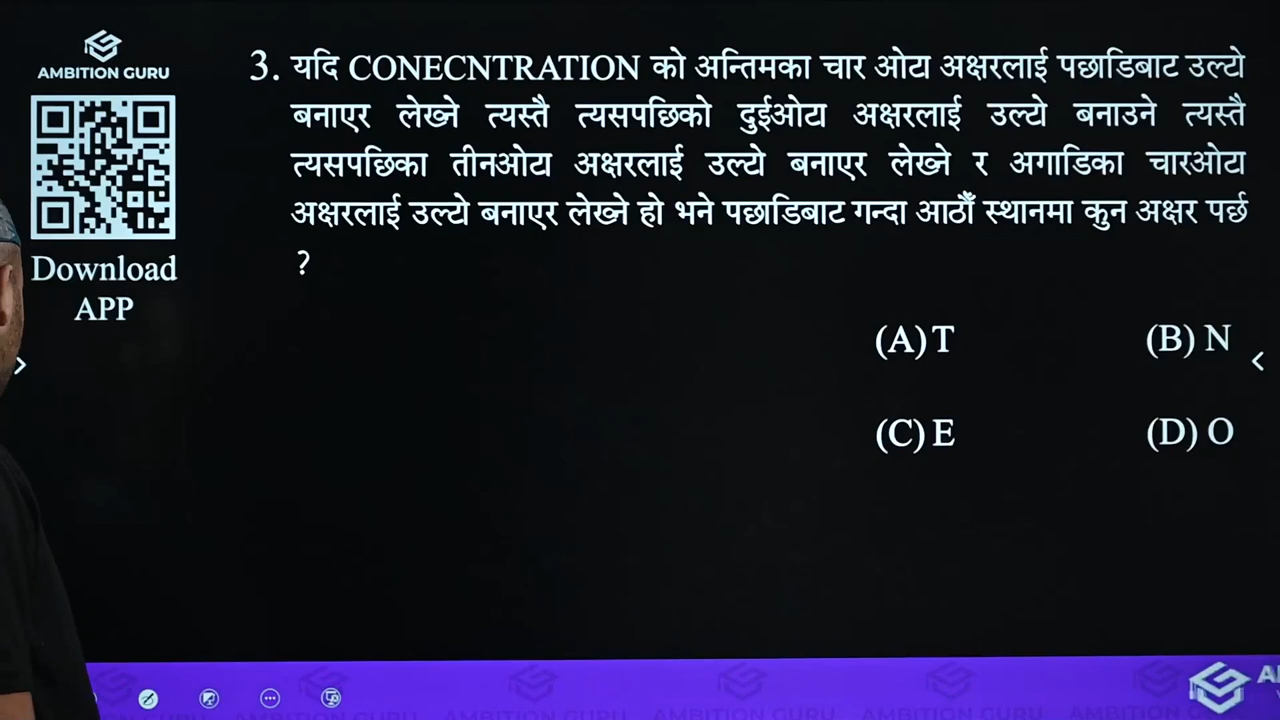 AMBITION GURU
Download
APP
3. यदि CONECNTRATION को अन्तिमका चार ओटा अक्षरलाई पछाडिबाट उल्टो
बनाएर लेख्ने त्यस्तै त्यसपछिको दुईओटा अक्षरलाई उल्टो बनाउने त्यस्तै
त्यसपछिका तीनओटा अक्षरलाई उल्टो बनाएर लेख्ने र अगाडिका चारओटा
अक्षरलाई उल्टो बनाएर लेख्ने हो भने पछाडिबाट गन्दा आठौँ स्थानमा कुन अक्षर पर्छ
?
(A) T (B) N
(C) E (D) O